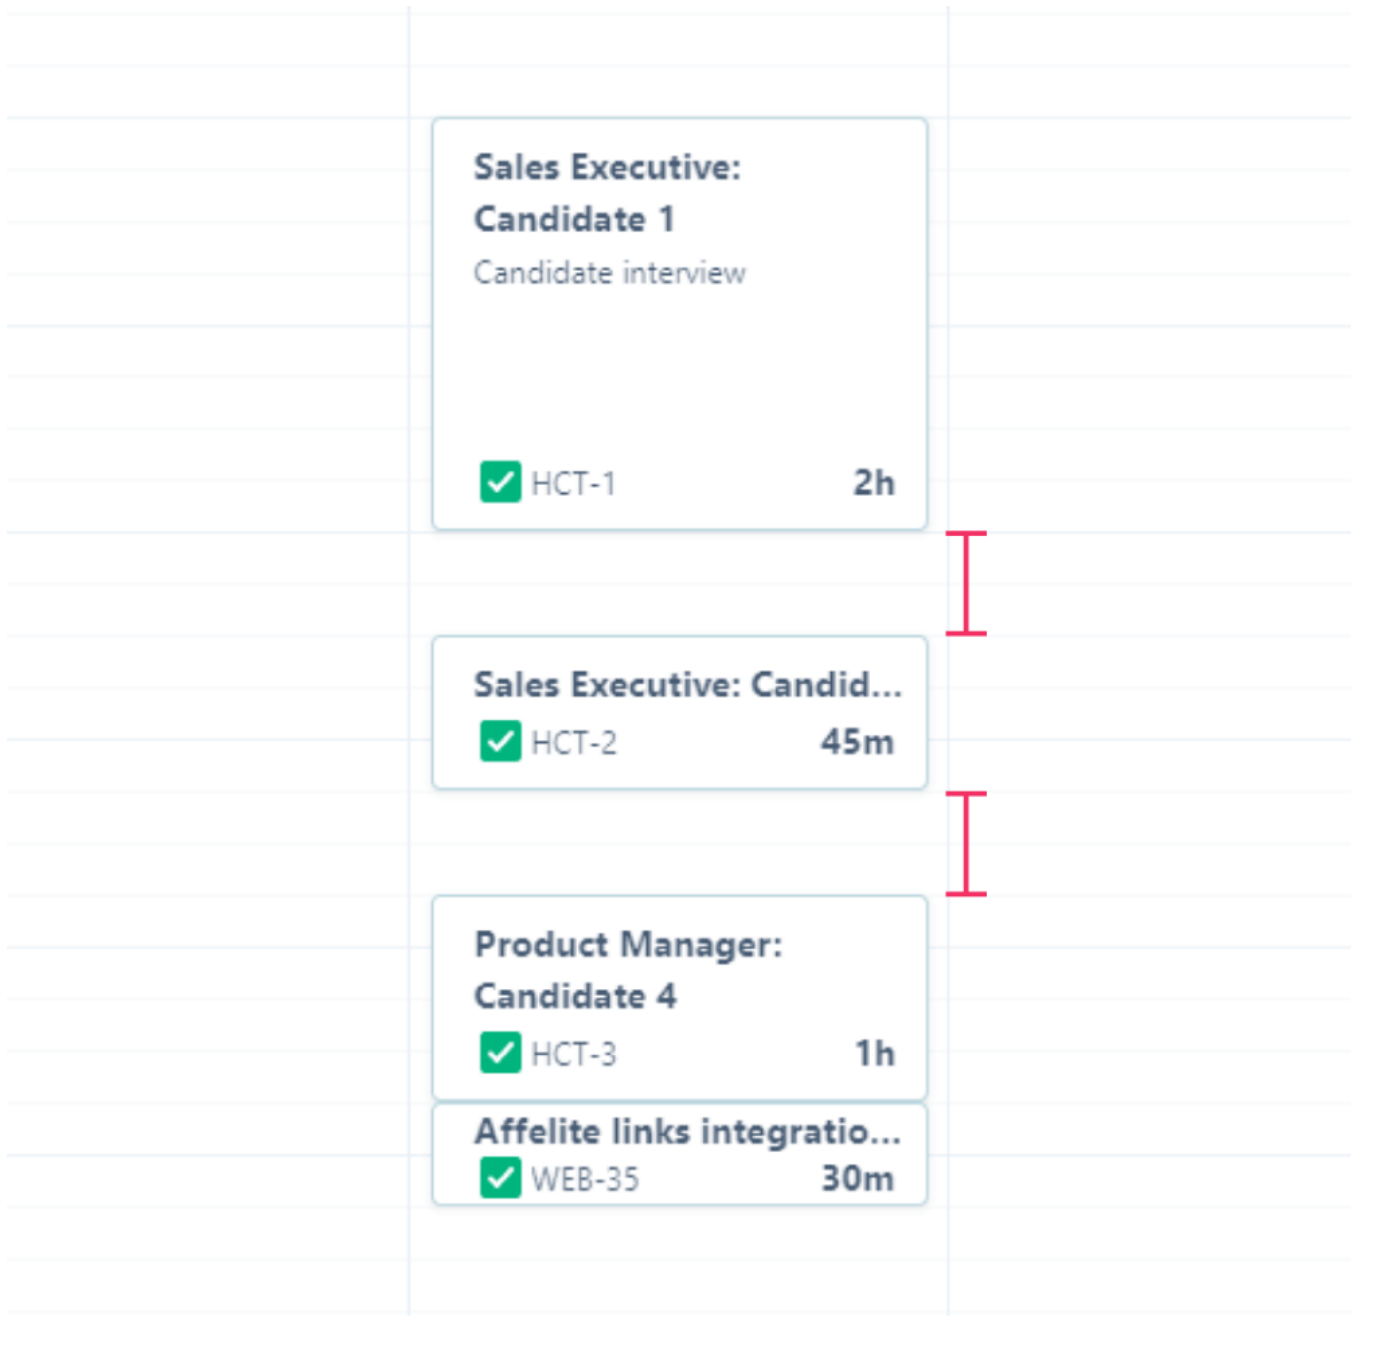 Sales Executive:
Candidate 1
Candidate interview
HCT-1 2h
Sales Executive: Candid...
HCT-2 45m
Product Manager:
Candidate 4
HCT-3 1h
Affelite links integratio...
WEB-35 30m